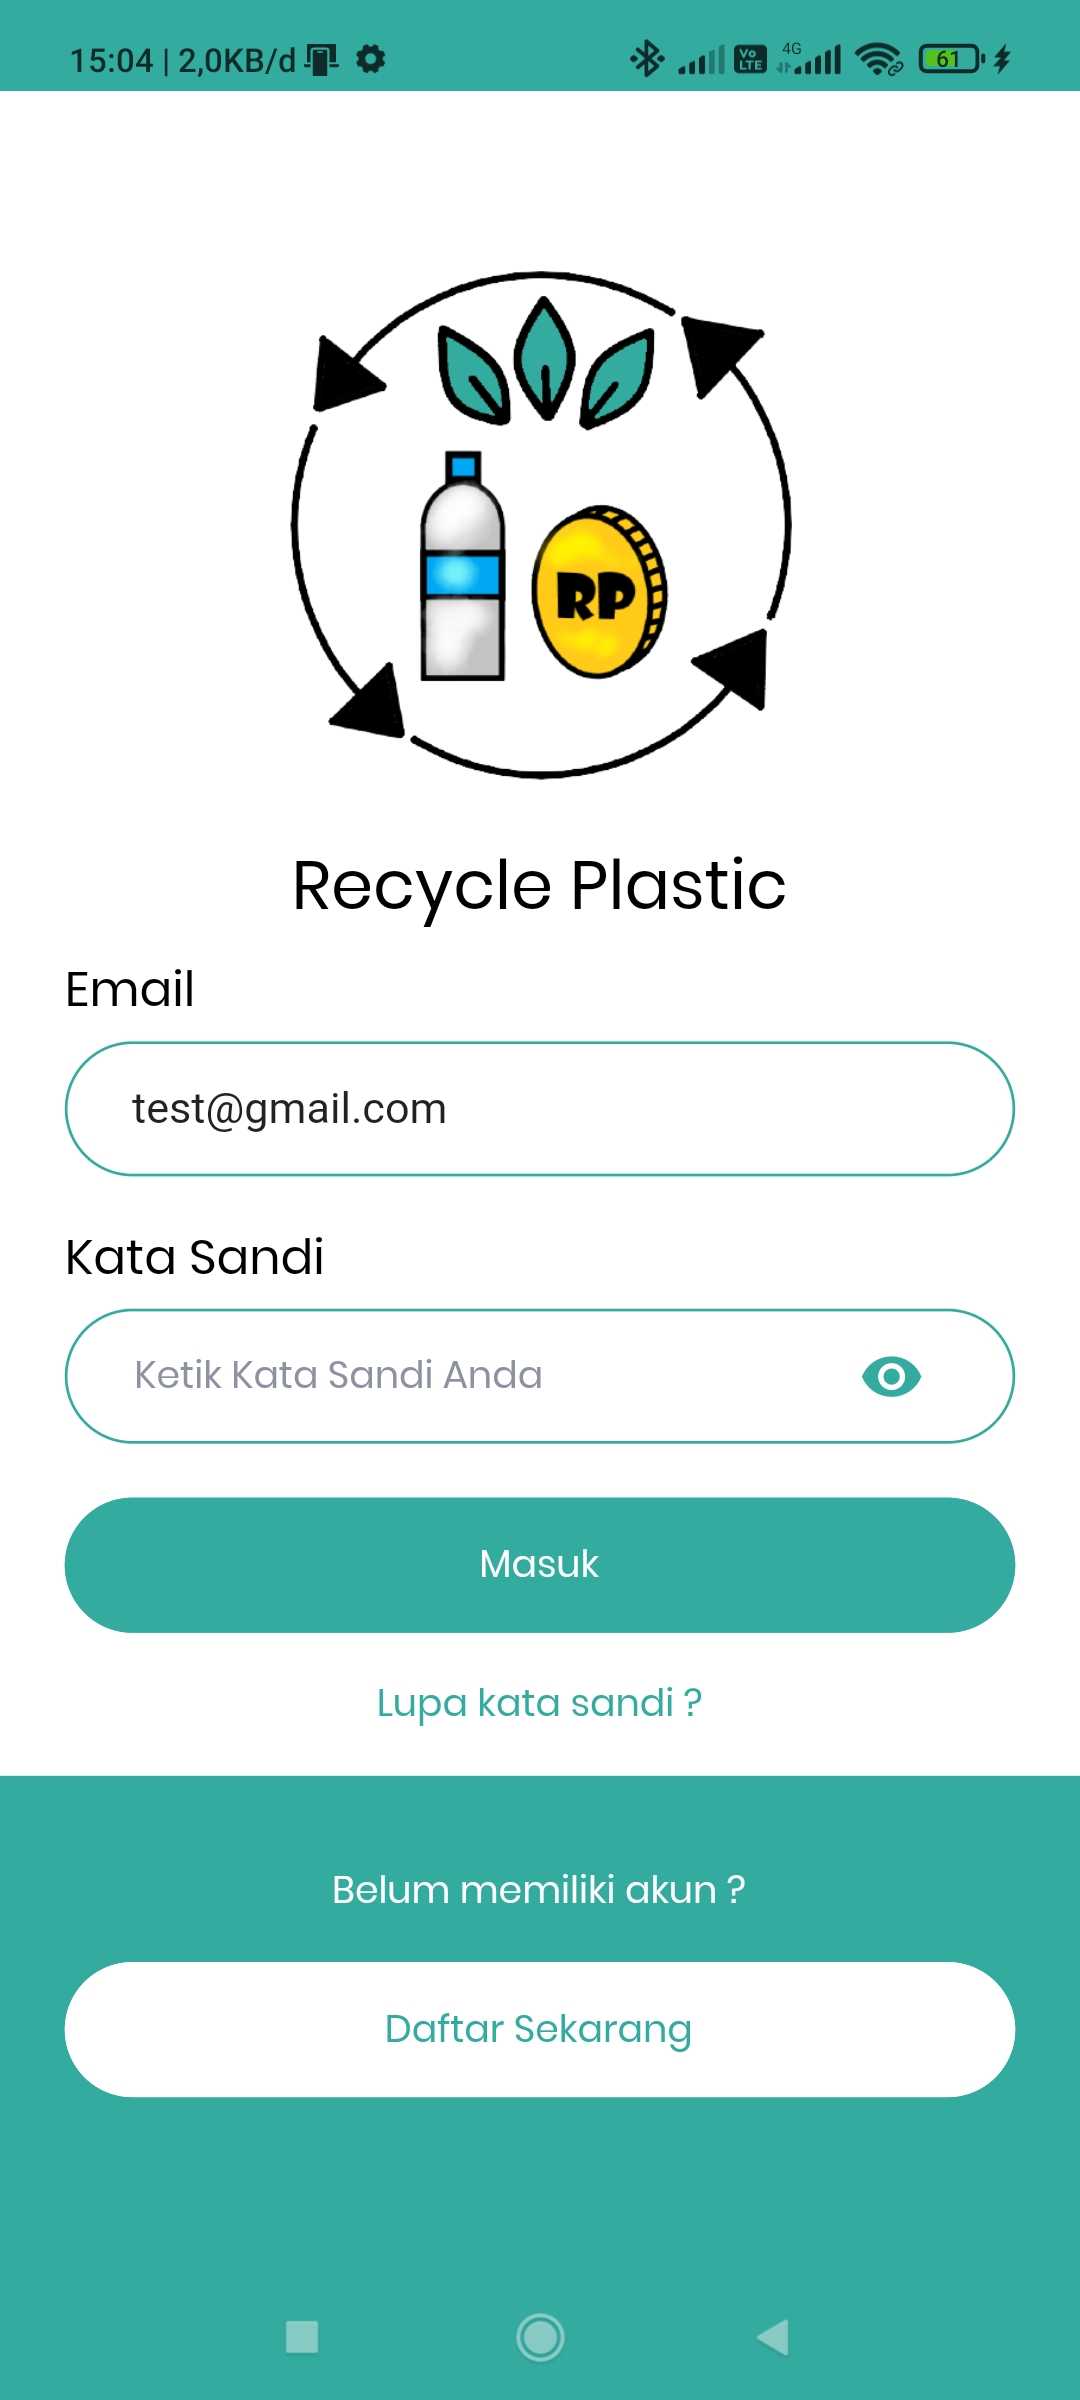 15:04 | 2,0KB/d
Vo LTE
4G
61
RP
Recycle Plastic
Email
test@gmail.com
Kata Sandi
Ketik Kata Sandi Anda
Masuk
Lupa kata sandi ?
Belum memiliki akun ?
Daftar Sekarang